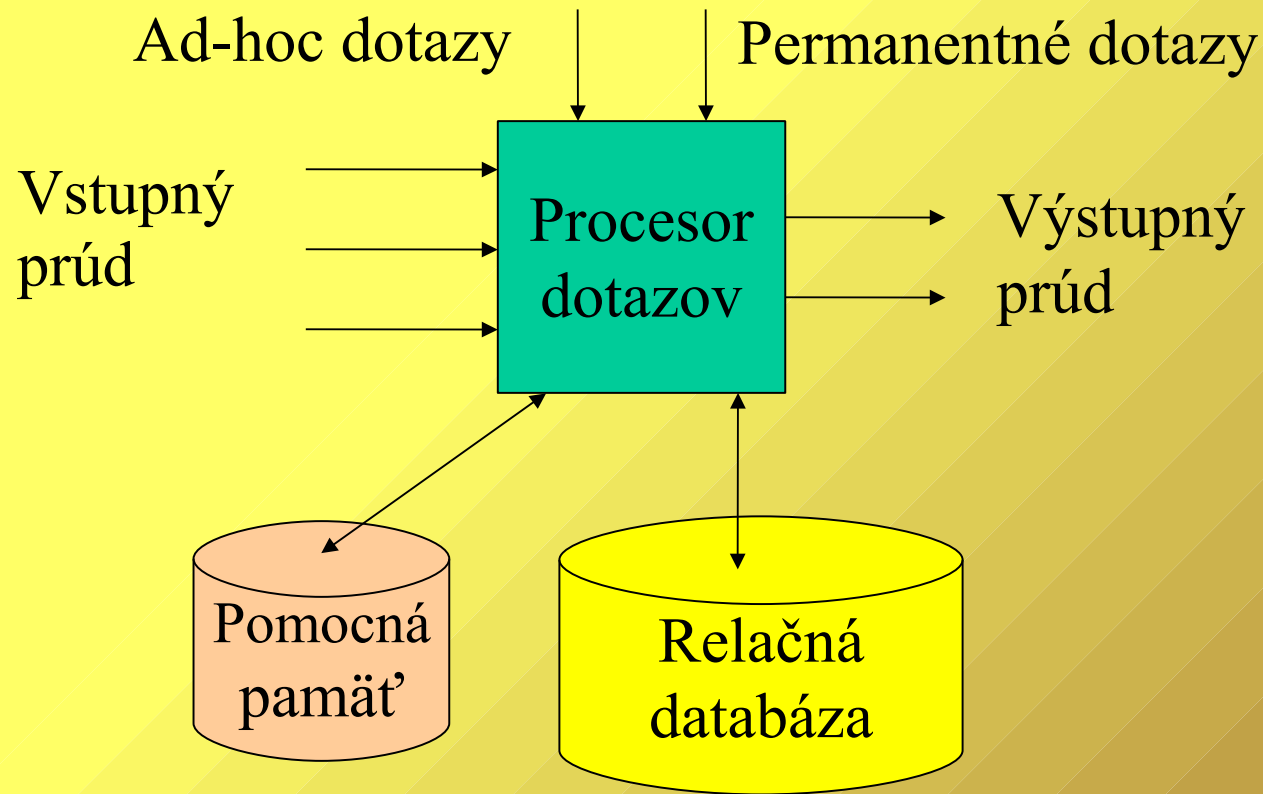 Ad-hoc dotazy
Permanentné dotazy
Vstupný
prúd
Procesor
dotazov
Výstupný
prúd
Pomocná
pamäť
Relačná
databáza